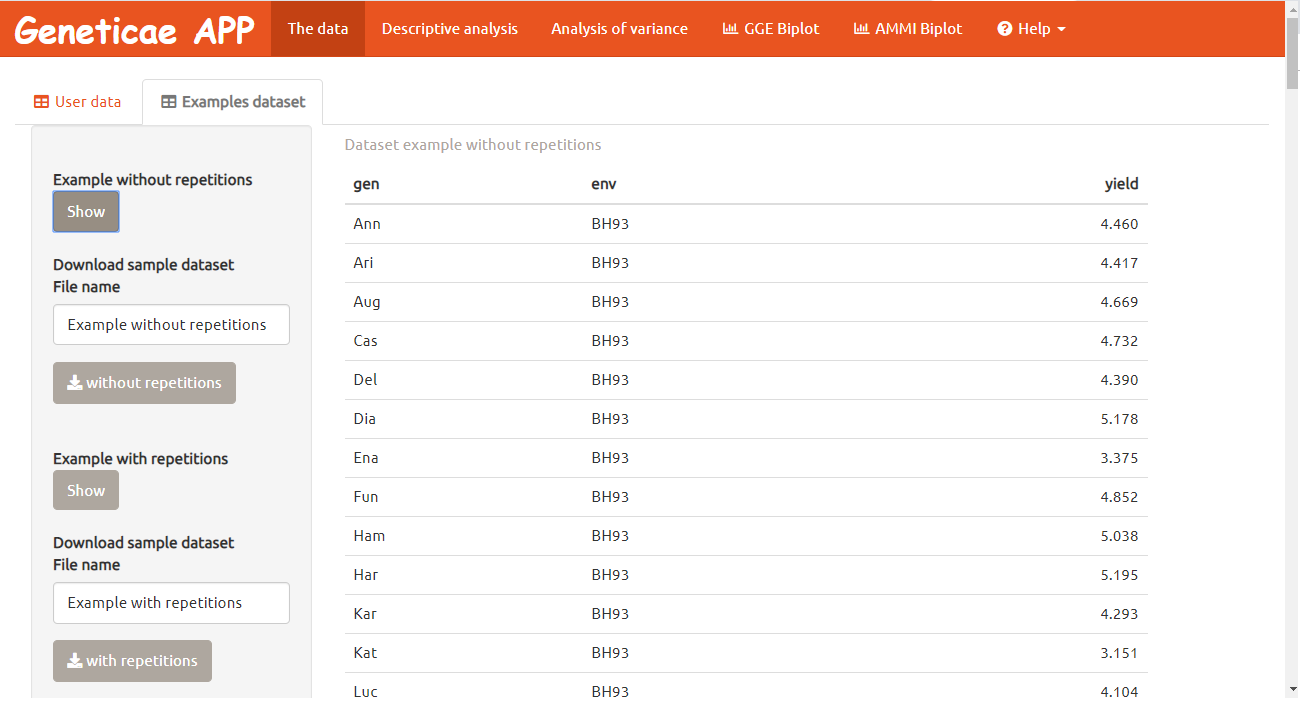 Geneticae APP The data Descriptive analysis Analysis of variance GGE Biplot AMMI Biplot Help
User data Examples dataset
Example without repetitions
Show
Download sample dataset
File name
Example without repetitions
without repetitions
Example with repetitions
Show
Download sample dataset
File name
Example with repetitions
with repetitions
Dataset example without repetitions
gen env yield
Ann BH93 4.460
Ari BH93 4.417
Aug BH93 4.669
Cas BH93 4.732
Del BH93 4.390
Dia BH93 5.178
Ena BH93 3.375
Fun BH93 4.852
Ham BH93 5.038
Har BH93 5.195
Kar BH93 4.293
Kat BH93 3.151
Luc BH93 4.104